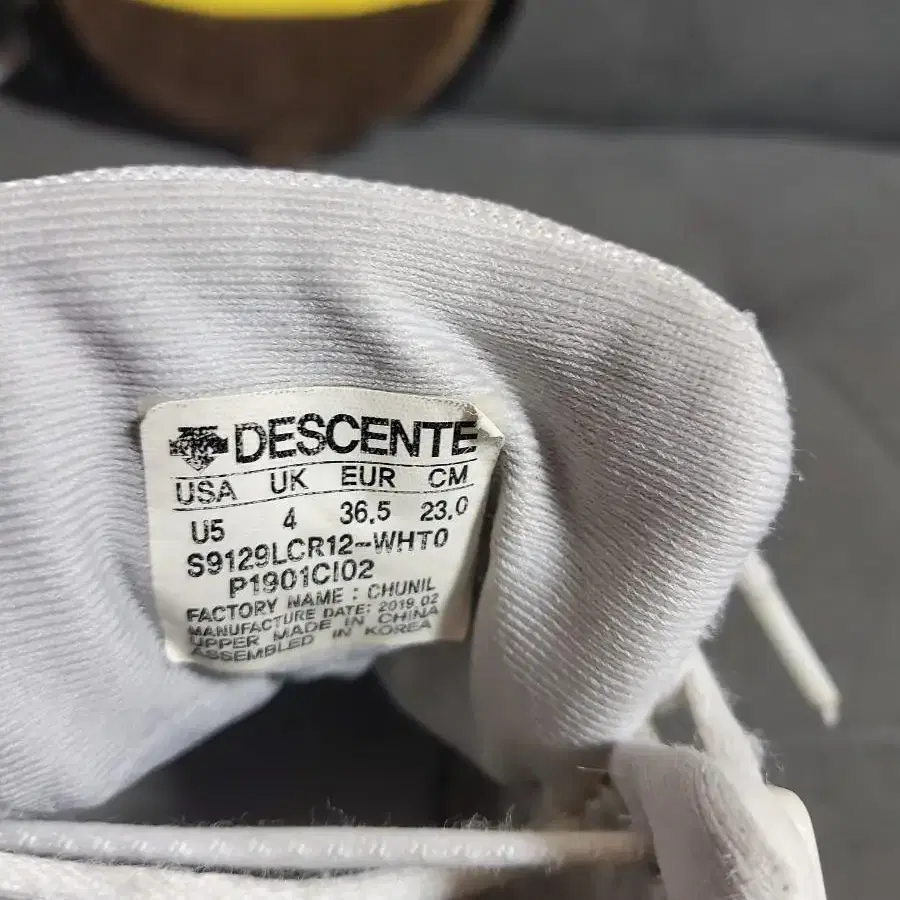 DESCENTE
USA UK EUR CM
U5 4 36.5 23.0
S9129LCR12-WHT0
P1901CI02
FACTORY NAME : CHUNIL
MANUFACTURE DATE: 2019.02
UPPER MADE IN CHINA
ASSEMBLED IN KOREA